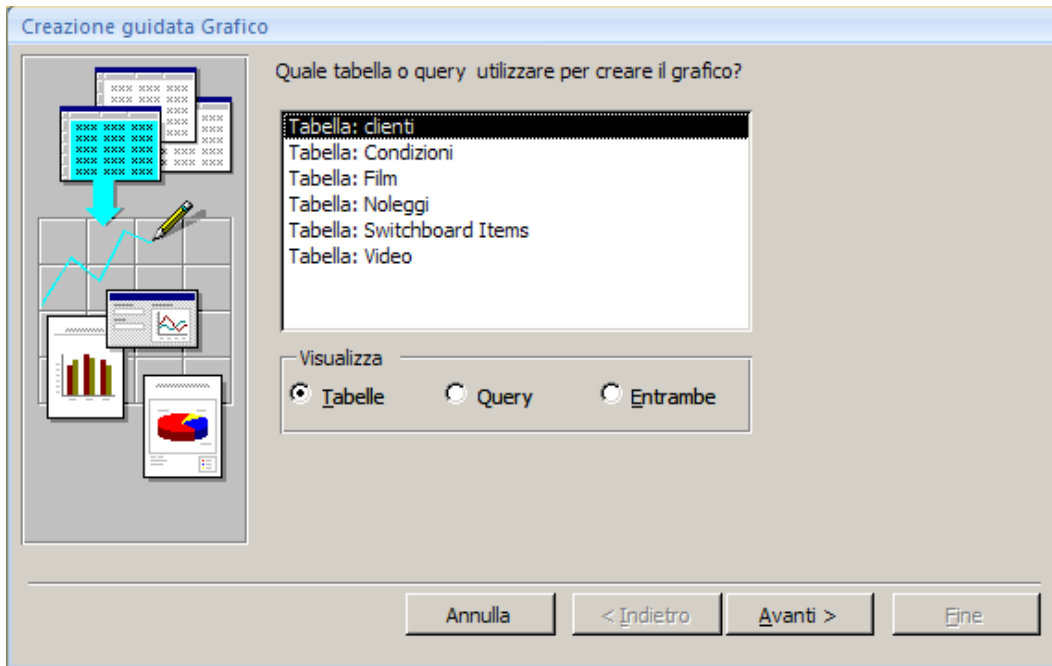 Creazione guidata Grafico
Quale tabella o query utilizzare per creare il grafico?
Tabella: clienti
Tabella: Condizioni
Tabella: Film
Tabella: Noleggi
Tabella: Switchboard Items
Tabella: Video
Visualizza
Tabelle Query Entrambe
Annulla < Indietro Avanti > Fine